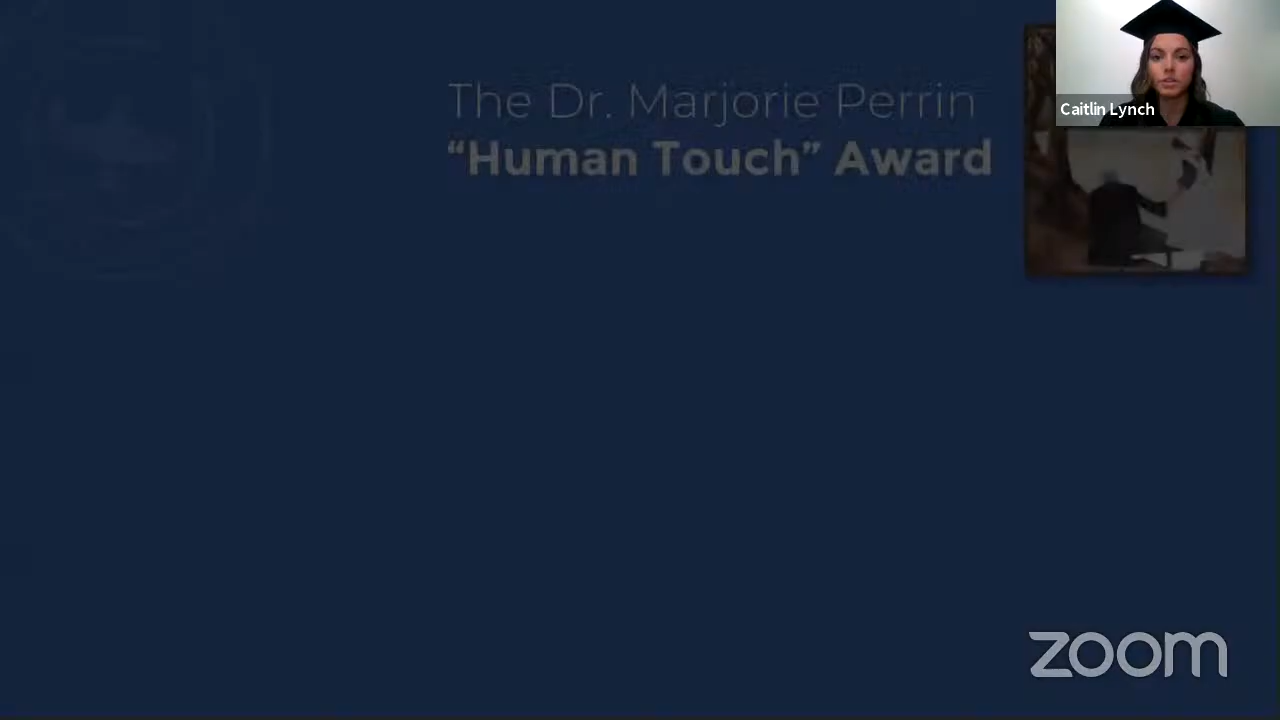 The Dr. Marjorie Perrin
“Human Touch” Award
Caitlin Lynch
zoom